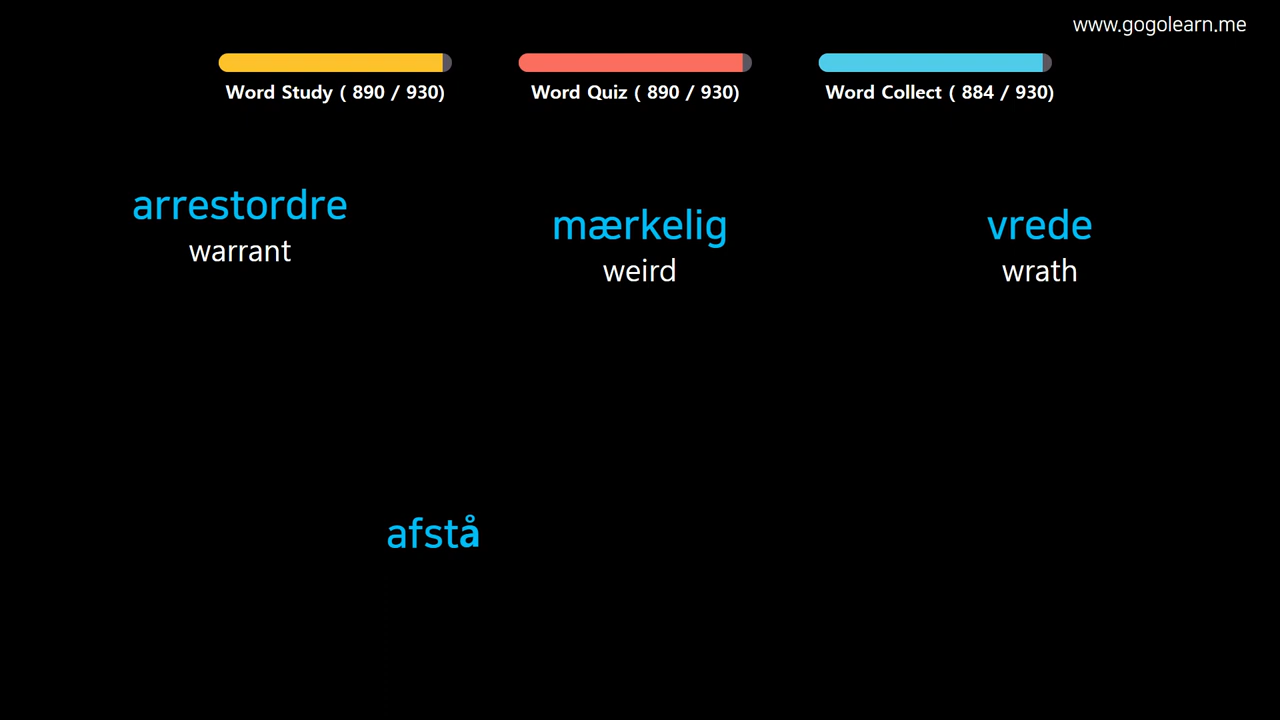 www.gogolearn.me
Word Study ( 890 / 930)
Word Quiz ( 890 / 930)
Word Collect ( 884 / 930)
arrestordre
warrant
mærkelig
weird
vrede
wrath
afstå